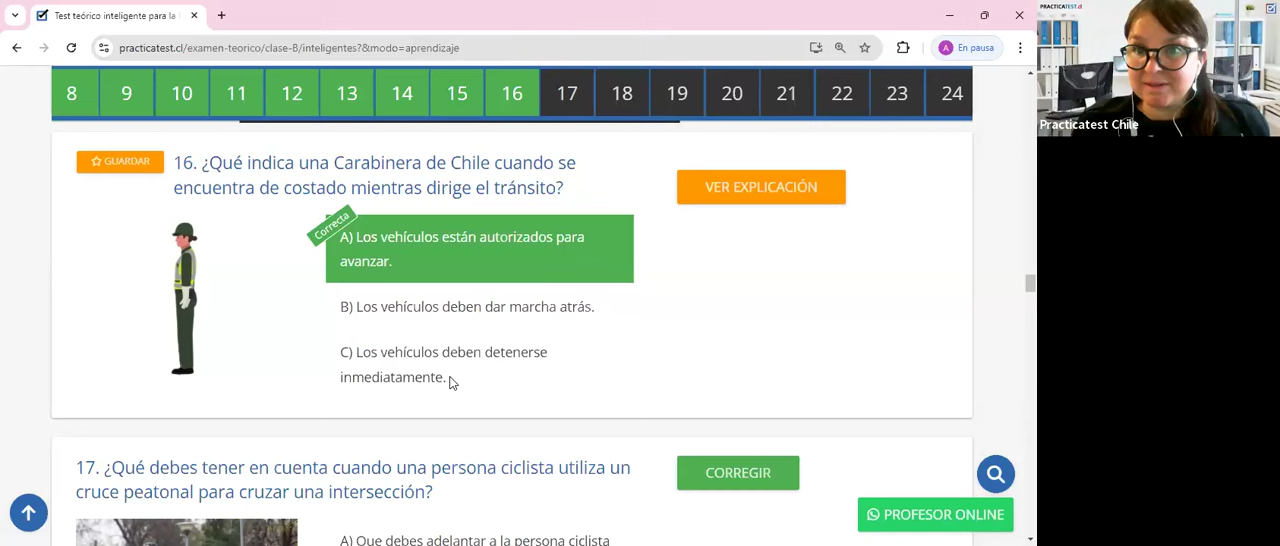 Test teórico inteligente para la
practicatest.cl/examen-teorico/clase-B/inteligentes?&modo=aprendizaje
A
En pausa
8 9 10 11 12 13 14 15 16 17 18 19 20 21 22 23 24
GUARDAR
16. ¿Qué indica una Carabinera de Chile cuando se
encuentra de costado mientras dirige el tránsito?
VER EXPLICACIÓN
Correcta
A) Los vehículos están autorizados para
avanzar.
B) Los vehículos deben dar marcha atrás.
C) Los vehículos deben detenerse
inmediatamente.
17. ¿Qué debes tener en cuenta cuando una persona ciclista utiliza un
cruce peatonal para cruzar una intersección?
CORREGIR
A) Que debes adelantar a la persona ciclista
PROFESOR ONLINE
PRACTICATEST.cl
Practicatest Chile